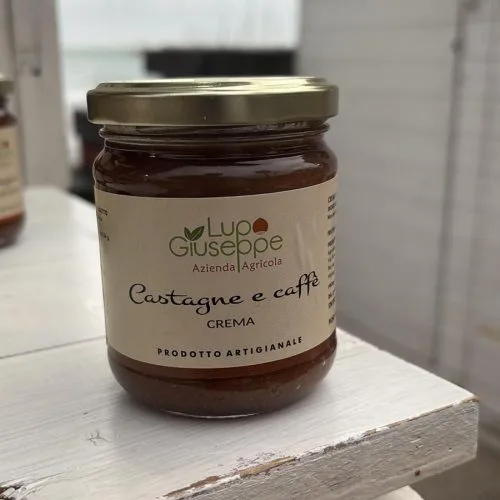 Lupo
Giuseppe
Azienda Agricola
Castagne e caffè
CREMA
PRODOTTO ARTIGIANALE